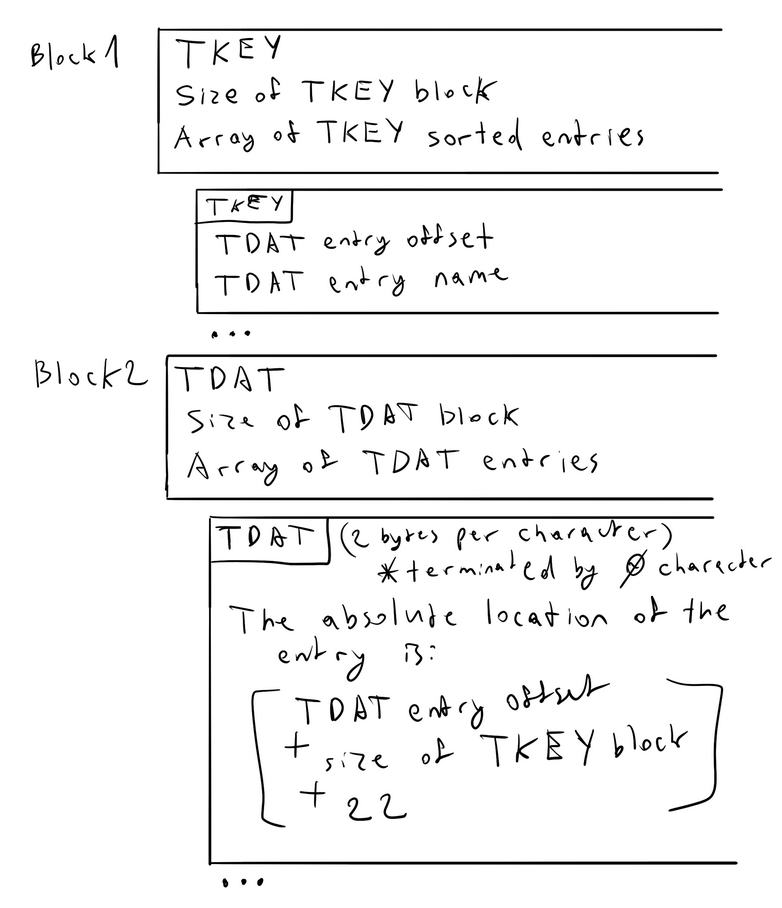 Block 1
TKEY
Size of TKEY block
Array of TKEY sorted entries
TKEY
TDAT entry offset
TDAT entry name
...
Block 2
TDAT
Size of TDAT block
Array of TDAT entries
TDAT (2 bytes per character)
* terminated by Ø character
The absolute location of the
entry is:
TDAT entry offset
+ size of TKEY block
+ 22
...